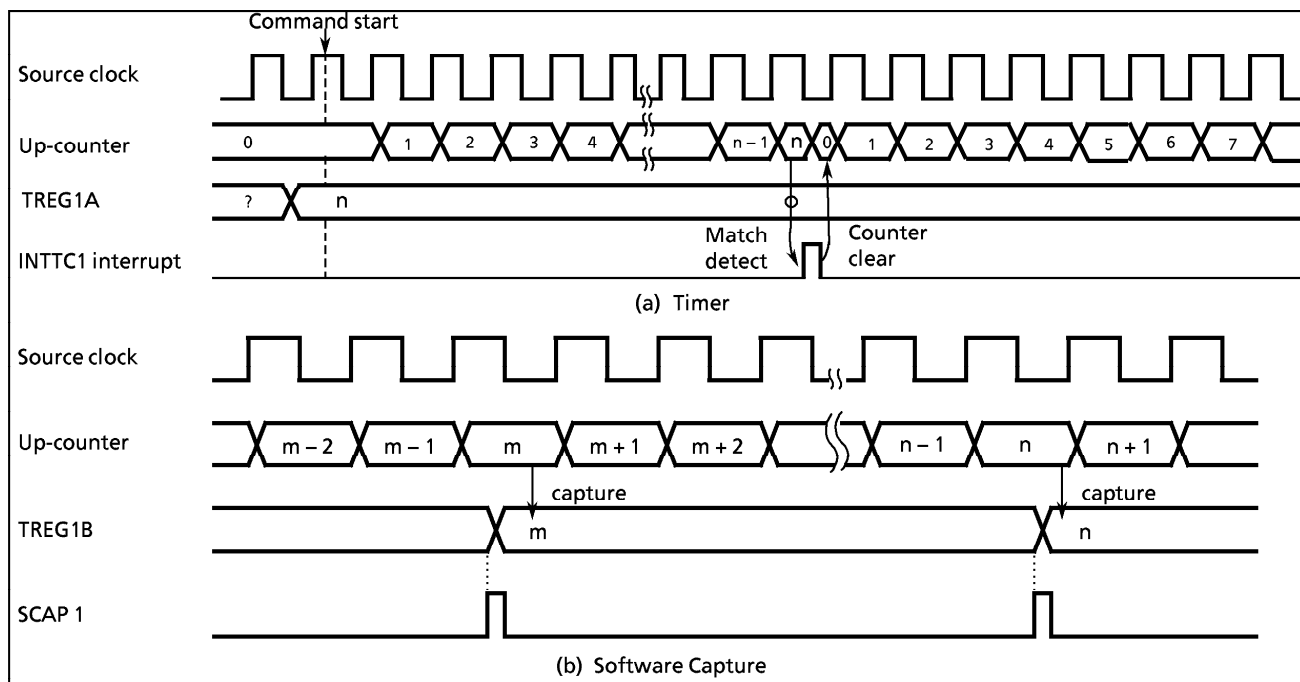 Command start
Source clock
Up-counter 0 1 2 3 4 n – 1 n 0 1 2 3 4 5 6 7
TREG1A ? n
Match detect
Counter clear
INTTC1 interrupt
(a) Timer
Source clock
Up-counter m – 2 m – 1 m m + 1 m + 2 n – 1 n n + 1
capture capture
TREG1B m n
SCAP 1
(b) Software Capture